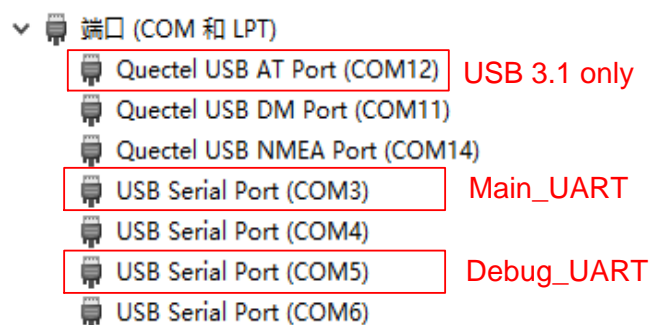 端口 (COM 和 LPT)
Quectel USB AT Port (COM12) USB 3.1 only
Quectel USB DM Port (COM11)
Quectel USB NMEA Port (COM14)
USB Serial Port (COM3) Main_UART
USB Serial Port (COM4)
USB Serial Port (COM5) Debug_UART
USB Serial Port (COM6)